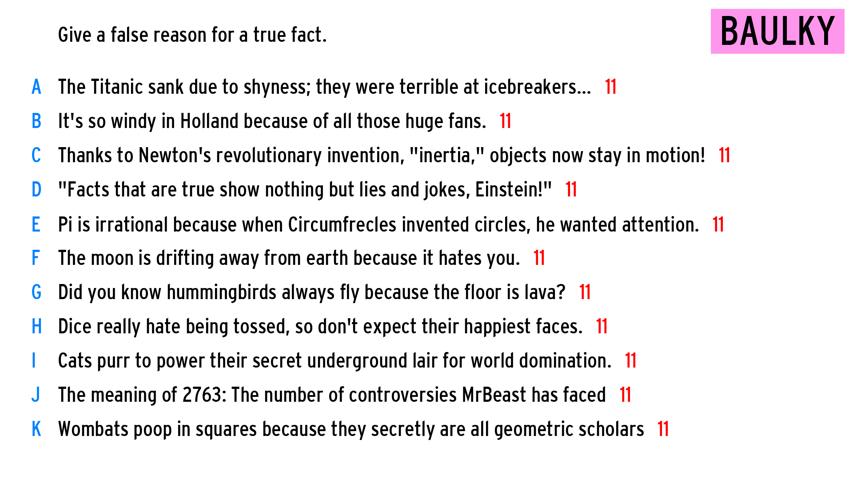 Give a false reason for a true fact.
BAULKY
A The Titanic sank due to shyness; they were terrible at icebreakers... 11
B It's so windy in Holland because of all those huge fans. 11
C Thanks to Newton's revolutionary invention, "inertia," objects now stay in motion! 11
D "Facts that are true show nothing but lies and jokes, Einstein!" 11
E Pi is irrational because when Circumfrecles invented circles, he wanted attention. 11
F The moon is drifting away from earth because it hates you. 11
G Did you know hummingbirds always fly because the floor is lava? 11
H Dice really hate being tossed, so don't expect their happiest faces. 11
I Cats purr to power their secret underground lair for world domination. 11
J The meaning of 2763: The number of controversies MrBeast has faced 11
K Wombats poop in squares because they secretly are all geometric scholars 11